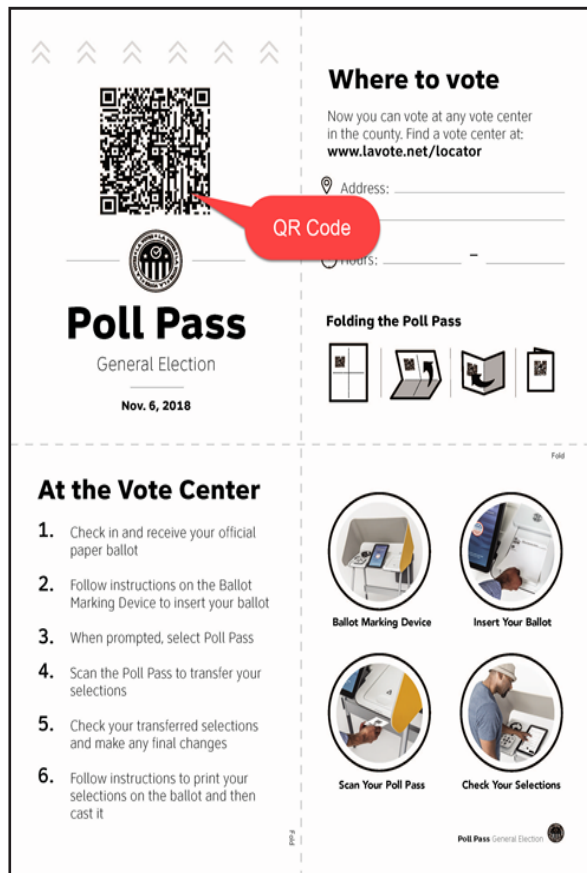 QR Code
Poll Pass
General Election
Nov. 6, 2018
Where to vote
Now you can vote at any vote center
in the county. Find a vote center at:
www.lavote.net/locator
Address:
Hours: –
Folding the Poll Pass
Fold
At the Vote Center
1. Check in and receive your official
paper ballot
2. Follow instructions on the Ballot
Marking Device to insert your ballot
3. When prompted, select Poll Pass
4. Scan the Poll Pass to transfer your
selections
5. Check your transferred selections
and make any final changes
6. Follow instructions to print your
selections on the ballot and then
cast it
Fold
Ballot Marking Device
Insert Your Ballot
Scan Your Poll Pass
Check Your Selections
Poll Pass General Election